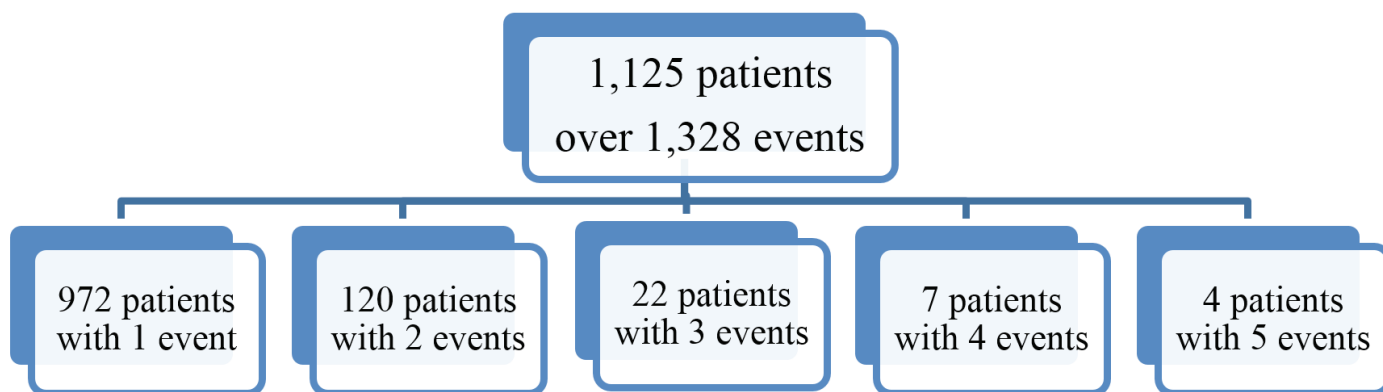 1,125 patients
over 1,328 events
972 patients
with 1 event
120 patients
with 2 events
22 patients
with 3 events
7 patients
with 4 events
4 patients
with 5 events